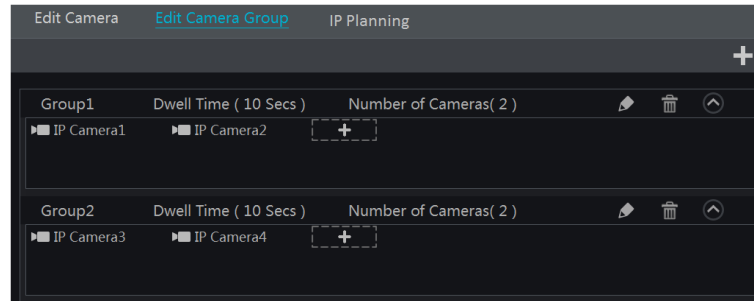 Edit Camera Edit Camera Group IP Planning
Group1 Dwell Time ( 10 Secs ) Number of Cameras( 2 )
IP Camera1 IP Camera2
Group2 Dwell Time ( 10 Secs ) Number of Cameras( 2 )
IP Camera3 IP Camera4